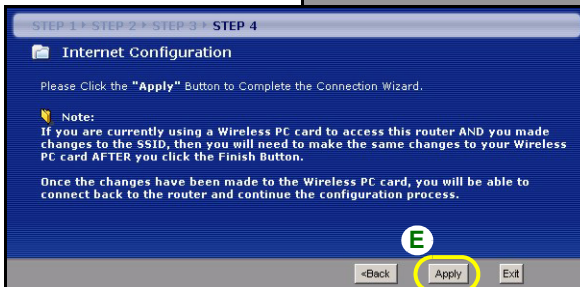 STEP 1 ▸ STEP 2 ▸ STEP 3 ▸ STEP 4
Internet Configuration
Please Click the "Apply" Button to Complete the Connection Wizard.
Note:
If you are currently using a Wireless PC card to access this router AND you made
changes to the SSID, then you will need to make the same changes to your Wireless
PC card AFTER you click the Finish Button.
Once the changes have been made to the Wireless PC card, you will be able to
connect back to the router and continue the configuration process.
E
<Back Apply Exit